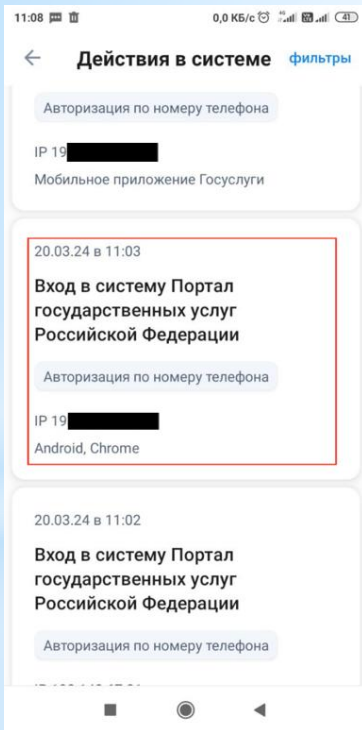 11:08 0,0 КБ/с 41
Действия в системе фильтры
Авторизация по номеру телефона
IP 19
Мобильное приложение Госуслуги
20.03.24 в 11:03
Вход в систему Портал
государственных услуг
Российской Федерации
Авторизация по номеру телефона
IP 19
Android, Chrome
20.03.24 в 11:02
Вход в систему Портал
государственных услуг
Российской Федерации
Авторизация по номеру телефона